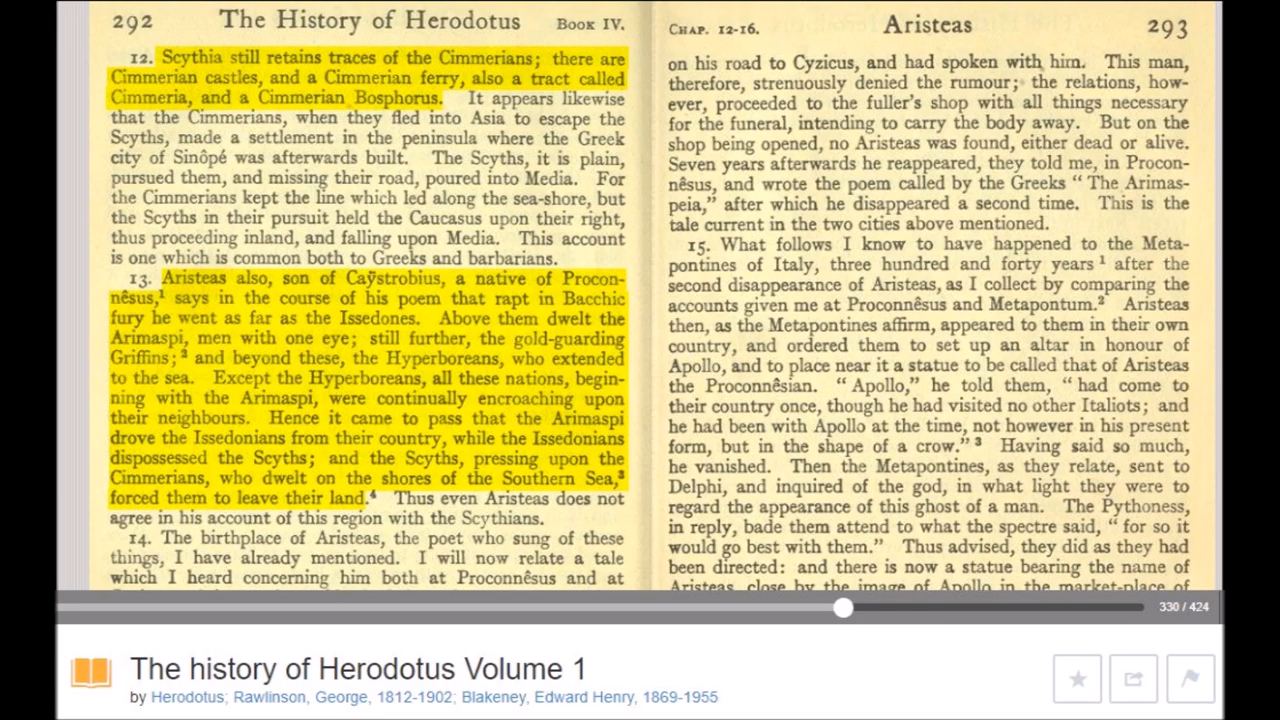 292 The History of Herodotus BOOK IV.
12. Scythia still retains traces of the Cimmerians; there are
Cimmerian castles, and a Cimmerian ferry, also a tract called
Cimmeria, and a Cimmerian Bosphorus. It appears likewise
that the Cimmerians, when they fled into Asia to escape the
Scyths, made a settlement in the peninsula where the Greek
city of Sinôpé was afterwards built. The Scyths, it is plain,
pursued them, and missing their road, poured into Media. For
the Cimmerians kept the line which led along the sea-shore, but
the Scyths in their pursuit held the Caucasus upon their right,
thus proceeding inland, and falling upon Media. This account
is one which is common both to Greeks and barbarians.
13. Aristeas also, son of Caÿstrobius, a native of Procon-
nêsus,¹ says in the course of his poem that rapt in Bacchic
fury he went as far as the Issedones. Above them dwelt the
Arimaspi, men with one eye; still further, the gold-guarding
Griffins;² and beyond these, the Hyperboreans, who extended
to the sea. Except the Hyperboreans, all these nations, begin-
ning with the Arimaspi, were continually encroaching upon
their neighbours. Hence it came to pass that the Arimaspi
drove the Issedonians from their country, while the Issedonians
dispossessed the Scyths; and the Scyths, pressing upon the
Cimmerians, who dwelt on the shores of the Southern Sea,³
forced them to leave their land.⁴ Thus even Aristeas does not
agree in his account of this region with the Scythians.
14. The birthplace of Aristeas, the poet who sung of these
things, I have already mentioned. I will now relate a tale
which I heard concerning him both at Proconnêsus and at
CHAP. 12-16. Aristeas 293
on his road to Cyzicus, and had spoken with him. This man,
therefore, strenuously denied the rumour; the relations, how-
ever, proceeded to the fuller's shop with all things necessary
for the funeral, intending to carry the body away. But on the
shop being opened, no Aristeas was found, either dead or alive.
Seven years afterwards he reappeared, they told me, in Procon-
nêsus, and wrote the poem called by the Greeks "The Arimas-
peia," after which he disappeared a second time. This is the
tale current in the two cities above mentioned.
15. What follows I know to have happened to the Meta-
pontines of Italy, three hundred and forty years ¹ after the
second disappearance of Aristeas, as I collect by comparing the
accounts given me at Proconnêsus and Metapontum.² Aristeas
then, as the Metapontines affirm, appeared to them in their own
country, and ordered them to set up an altar in honour of
Apollo, and to place near it a statue to be called that of Aristeas
the Proconnêsian. "Apollo," he told them, "had come to
their country once, though he had visited no other Italiots; and
he had been with Apollo at the time, not however in his present
form, but in the shape of a crow." ³ Having said so much,
he vanished. Then the Metapontines, as they relate, sent to
Delphi, and inquired of the god, in what light they were to
regard the appearance of this ghost of a man. The Pythoness,
in reply, bade them attend to what the spectre said, "for so it
would go best with them." Thus advised, they did as they had
been directed: and there is now a statue bearing the name of
Aristeas, close by the image of Apollo in the market-place of
330 / 424
The history of Herodotus Volume 1
by Herodotus; Rawlinson, George, 1812-1902; Blakeney, Edward Henry, 1869-1955